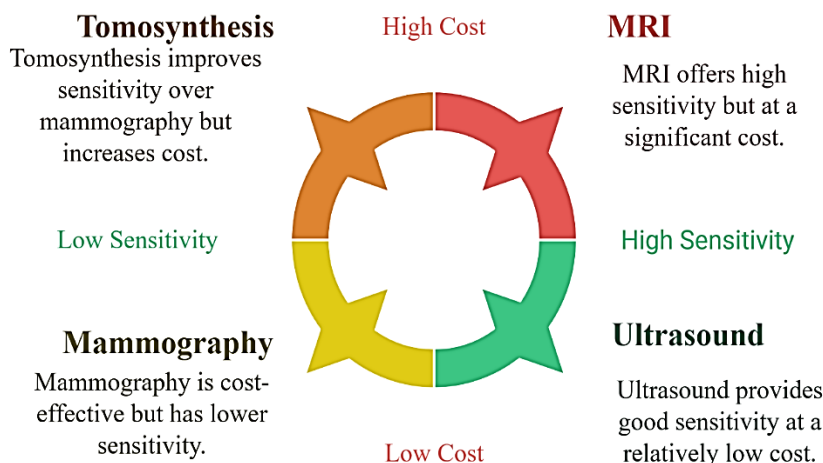 Tomosynthesis
Tomosynthesis improves
sensitivity over
mammography but
increases cost.
High Cost
MRI
MRI offers high
sensitivity but at a
significant cost.
Low Sensitivity
High Sensitivity
Mammography
Mammography is cost-
effective but has lower
sensitivity.
Low Cost
Ultrasound
Ultrasound provides
good sensitivity at a
relatively low cost.